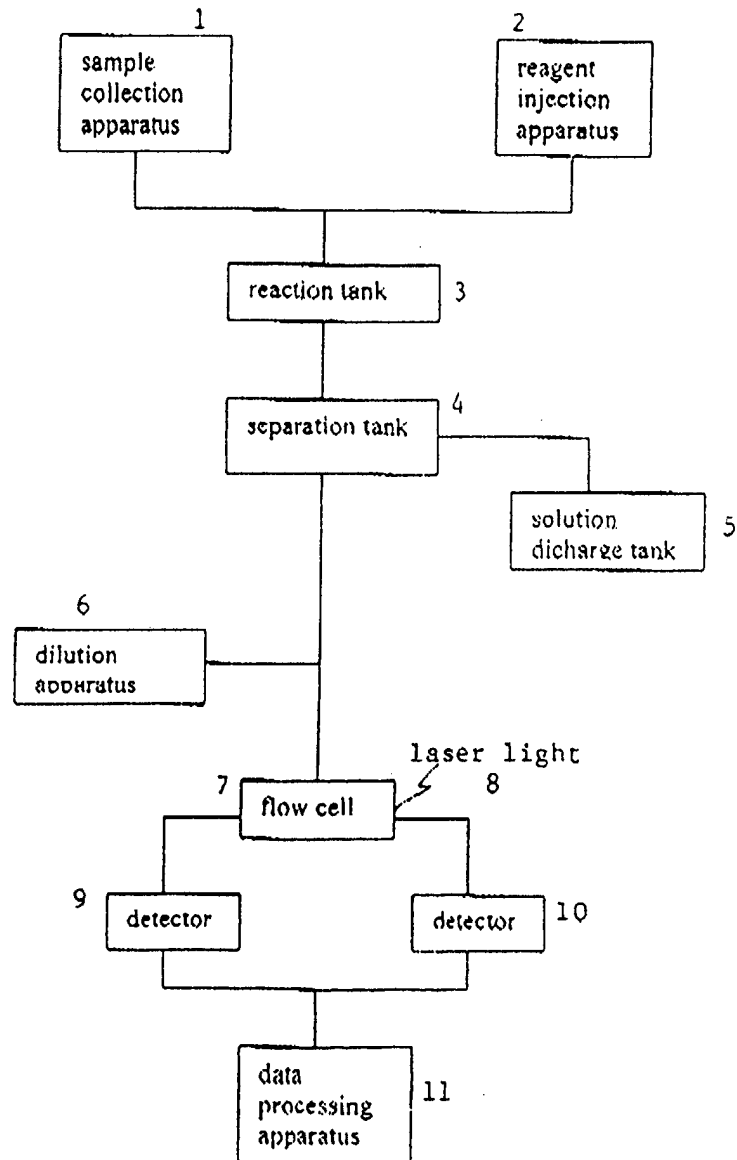 1
sample
collection
apparatus
2
reagent
injection
apparatus
reaction tank
3
separation tank
4
solution
dicharge tank
5
6
dilution
apparatus
laser light
8
7
flow cell
9
detector
detector
10
data
processing
apparatus
11